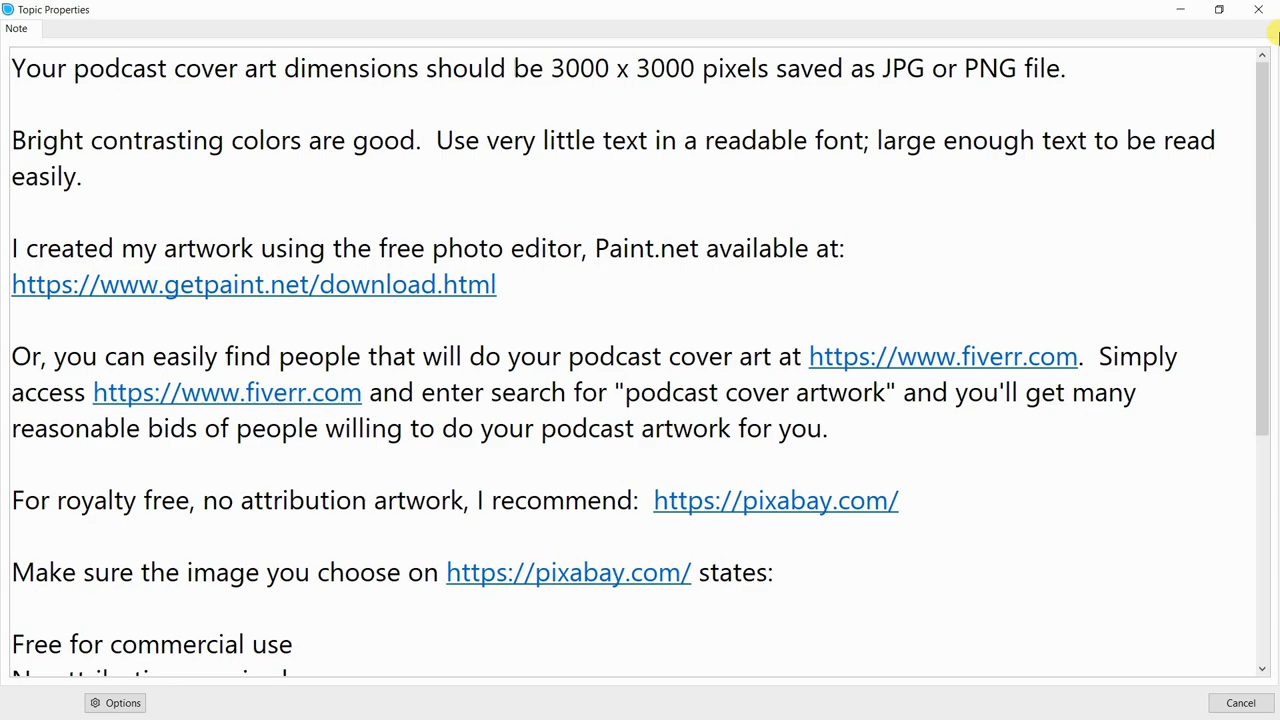 Topic Properties
Note
Your podcast cover art dimensions should be 3000 x 3000 pixels saved as JPG or PNG file.
Bright contrasting colors are good.  Use very little text in a readable font; large enough text to be read
easily.
I created my artwork using the free photo editor, Paint.net available at:
https://www.getpaint.net/download.html
Or, you can easily find people that will do your podcast cover art at https://www.fiverr.com.  Simply
access https://www.fiverr.com and enter search for "podcast cover artwork" and you'll get many
reasonable bids of people willing to do your podcast artwork for you.
For royalty free, no attribution artwork, I recommend:  https://pixabay.com/
Make sure the image you choose on https://pixabay.com/ states:
Free for commercial use
Options
Cancel